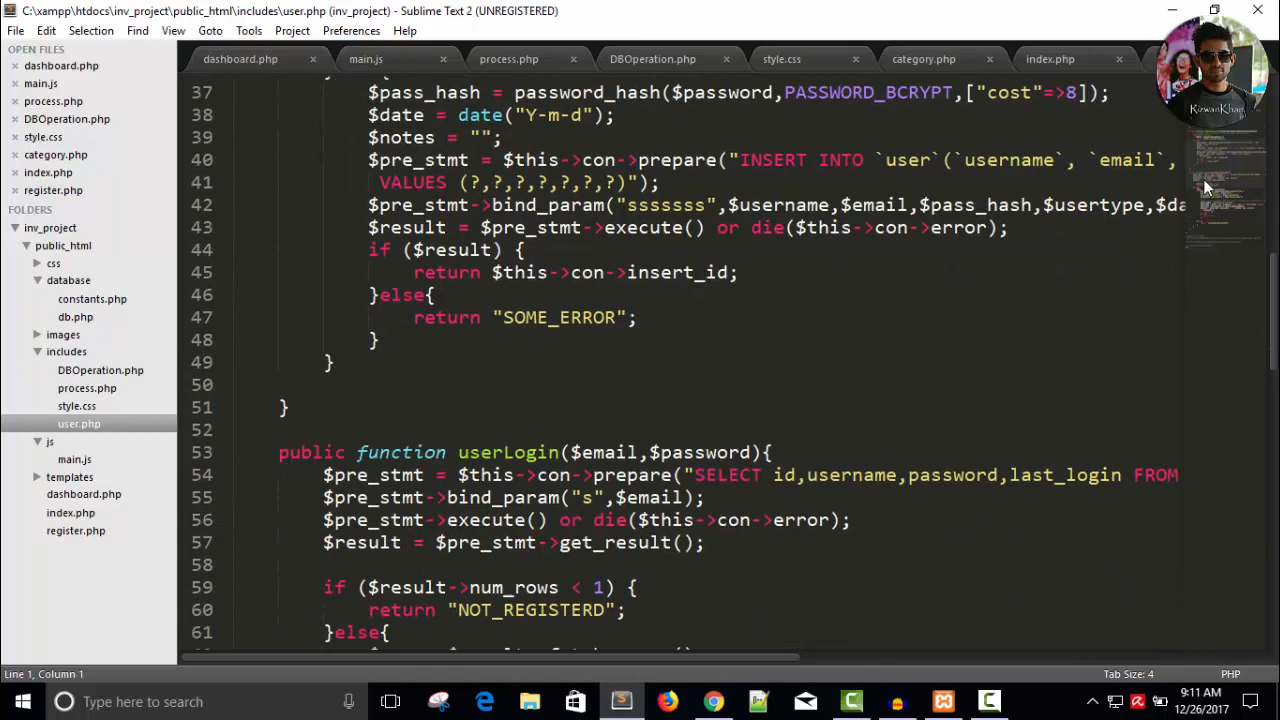 C:\xampp\htdocs\inv_project\public_html\includes\user.php (inv_project) - Sublime Text 2 (UNREGISTERED)
File Edit Selection Find View Goto Tools Project Preferences Help
OPEN FILES
dashboard.php
main.js
process.php
DBOperation.php
style.css
category.php
index.php
register.php
FOLDERS
inv_project
public_html
css
database
constants.php
db.php
images
includes
DBOperation.php
process.php
style.css
user.php
js
main.js
templates
dashboard.php
index.php
register.php
dashboard.php main.js process.php DBOperation.php style.css category.php index.php
RizwanKhan
37 $pass_hash = password_hash($password,PASSWORD_BCRYPT,["cost"=>8]);
38 $date = date("Y-m-d");
39 $notes = "";
40 $pre_stmt = $this->con->prepare("INSERT INTO `user`(`username`, `email`,
41 VALUES (?,?,?,?,?,?,?)");
42 $pre_stmt->bind_param("sssssss",$username,$email,$pass_hash,$usertype,$da
43 $result = $pre_stmt->execute() or die($this->con->error);
44 if ($result) {
45 return $this->con->insert_id;
46 }else{
47 return "SOME_ERROR";
48 }
49 }
50
51 }
52
53 public function userLogin($email,$password){
54 $pre_stmt = $this->con->prepare("SELECT id,username,password,last_login FROM
55 $pre_stmt->bind_param("s",$email);
56 $pre_stmt->execute() or die($this->con->error);
57 $result = $pre_stmt->get_result();
58
59 if ($result->num_rows < 1) {
60 return "NOT_REGISTERD";
61 }else{
Line 1, Column 1 Tab Size: 4 PHP
Type here to search
9:11 AM
12/26/2017